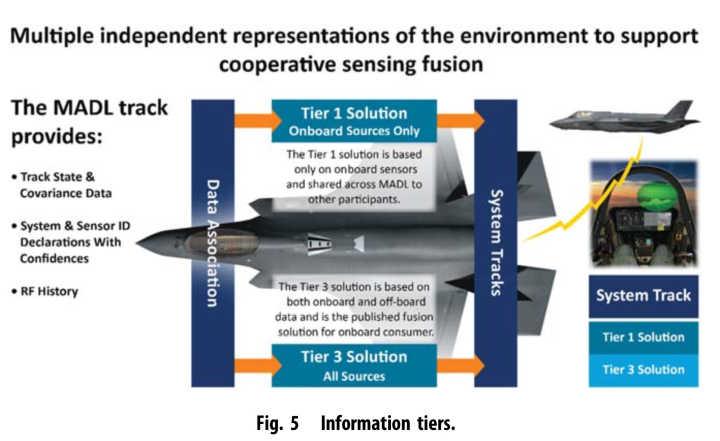 Multiple independent representations of the environment to support
cooperative sensing fusion
The MADL track
provides:
• Track State &
Covariance Data
• System & Sensor ID
Declarations With
Confidences
• RF History
Data Association
Tier 1 Solution
Onboard Sources Only
The Tier 1 solution is based
only on onboard sensors
and shared across MADL to
other participants.
The Tier 3 solution is based on
both onboard and off-board
data and is the published fusion
solution for onboard consumer.
Tier 3 Solution
All Sources
System Tracks
System Track
Tier 1 Solution
Tier 3 Solution
Fig. 5 Information tiers.